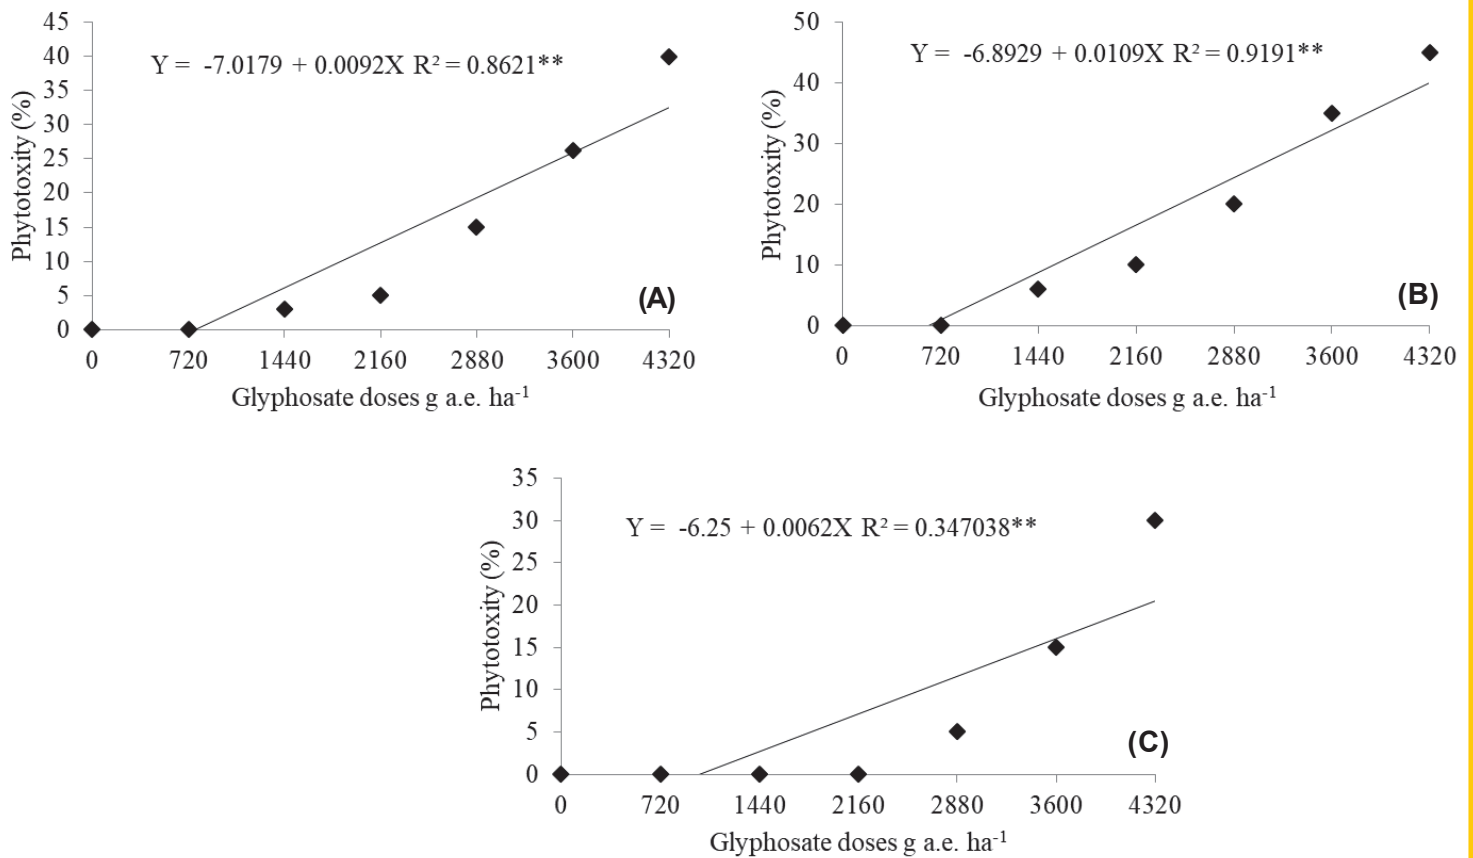 45
40
35
30
25
20
15
10
5
0
Phytotoxity (%)
Y = -7.0179 + 0.0092X R² = 0.8621**
(A)
0 720 1440 2160 2880 3600 4320
Glyphosate doses g a.e. ha⁻¹
50
40
30
20
10
0
Phytotoxity (%)
Y = -6.8929 + 0.0109X R² = 0.9191**
(B)
0 720 1440 2160 2880 3600 4320
Glyphosate doses g a.e. ha⁻¹
35
30
25
20
15
10
5
0
Phytotoxity (%)
Y = -6.25 + 0.0062X R² = 0.347038**
(C)
0 720 1440 2160 2880 3600 4320
Glyphosate doses g a.e. ha⁻¹